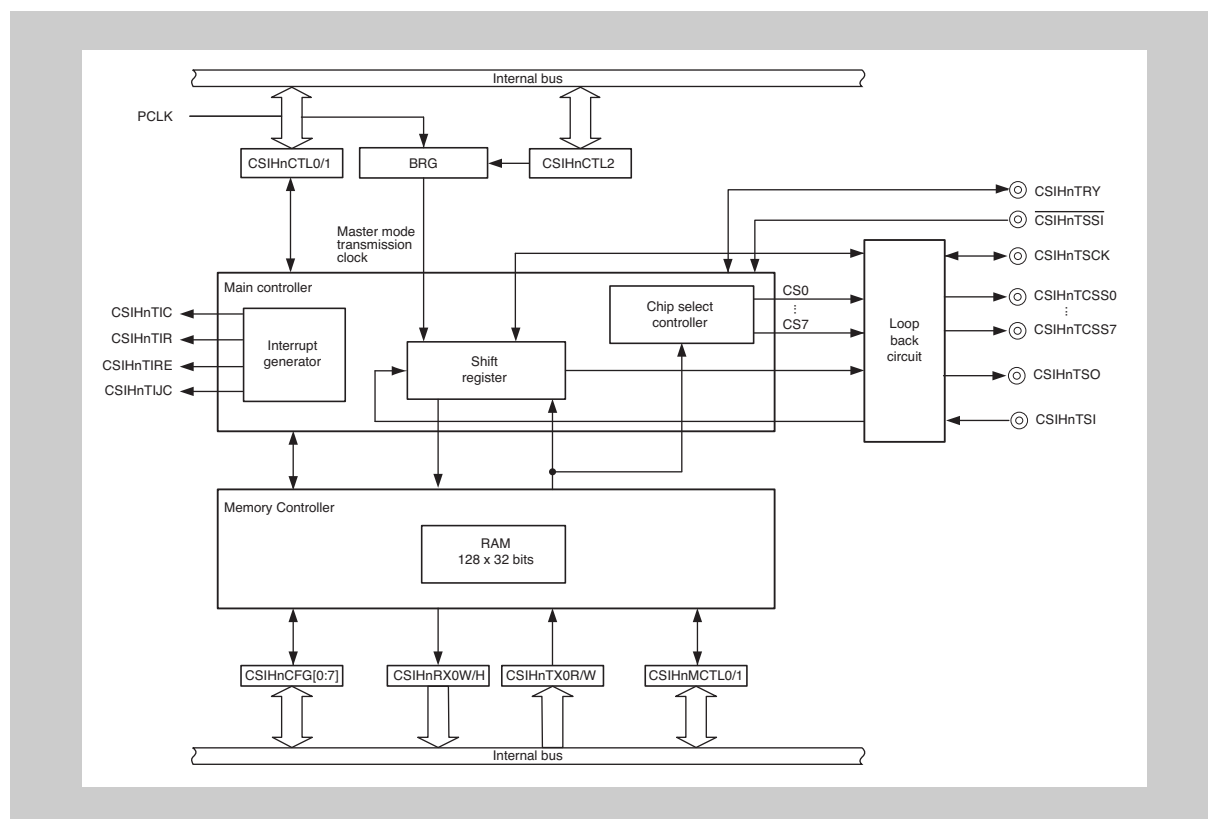 Internal bus
PCLK
CSIHnCTL0/1
BRG
CSIHnCTL2
CSIHnTRY
CSIHnTSSI
Master mode
transmission
clock
CSIHnTSCK
Main controller
CS0
CSIHnTCSS0
CSIHnTIC
Chip select
controller
⋮
⋮
CS7
CSIHnTCSS7
Loop
back
circuit
CSIHnTIR
Interrupt
generator
Shift
register
CSIHnTIRE
CSIHnTSO
CSIHnTIJC
CSIHnTSI
Memory Controller
RAM
128 x 32 bits
CSIHnCFG[0:7]
CSIHnRX0W/H
CSIHnTX0R/W
CSIHnMCTL0/1
Internal bus